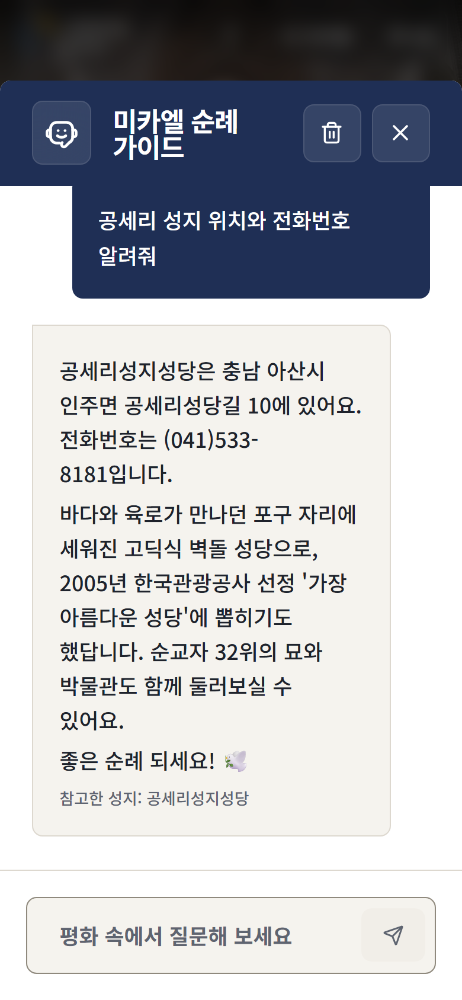 미카엘 순례
가이드
공세리 성지 위치와 전화번호
알려줘
공세리성지성당은 충남 아산시
인주면 공세리성당길 10에 있어요.
전화번호는 (041)533-
8181입니다.
바다와 육로가 만나던 포구 자리에
세워진 고딕식 벽돌 성당으로,
2005년 한국관광공사 선정 '가장
아름다운 성당'에 뽑히기도
했답니다. 순교자 32위의 묘와
박물관도 함께 둘러보실 수
있어요.
좋은 순례 되세요! 🕊️
참고한 성지: 공세리성지성당
평화 속에서 질문해 보세요